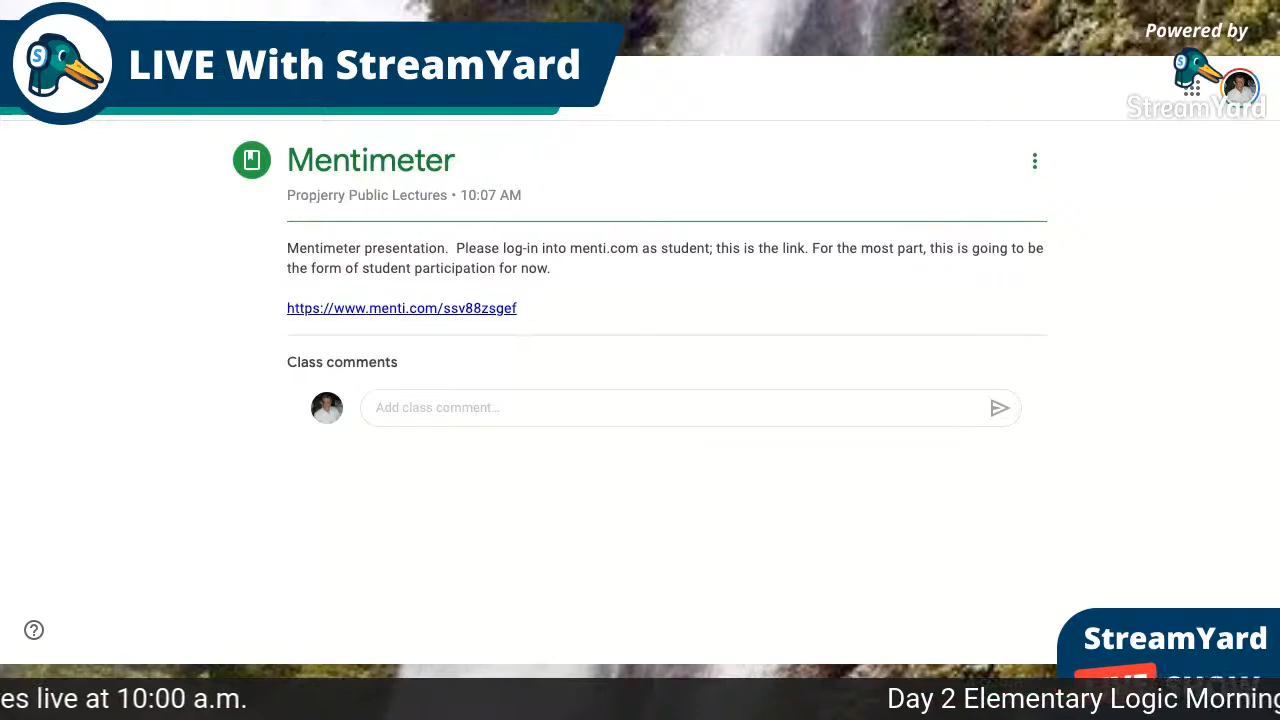 Powered by
LIVE With StreamYard
StreamYard
Mentimeter
Propjerry Public Lectures • 10:07 AM
Mentimeter presentation. Please log-in into menti.com as student; this is the link. For the most part, this is going to be
the form of student participation for now.
https://www.menti.com/ssv88zsgef
Class comments
Add class comment...
StreamYard
es live at 10:00 a.m.
Day 2 Elementary Logic Morning